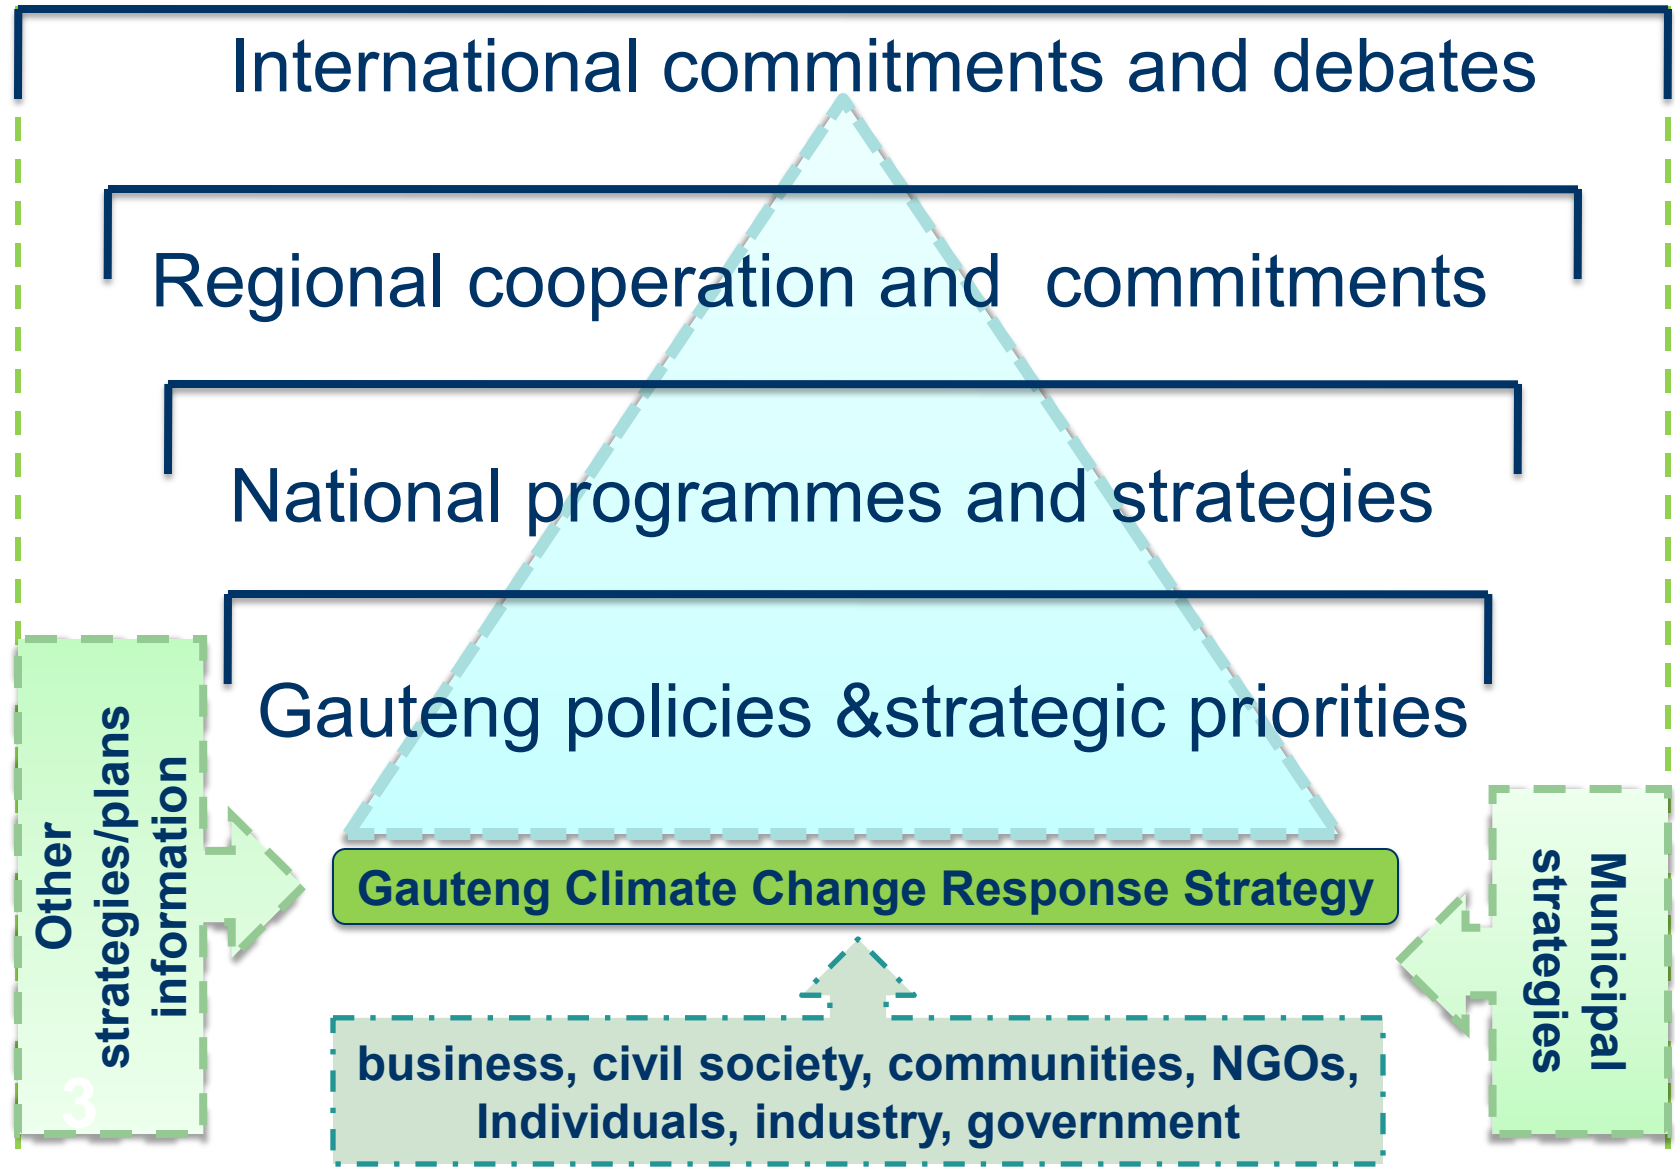 International commitments and debates
Regional cooperation and commitments
National programmes and strategies
Gauteng policies &strategic priorities
Other
strategies/plans
information
Gauteng Climate Change Response Strategy
Municipal
strategies
business, civil society, communities, NGOs,
Individuals, industry, government
3